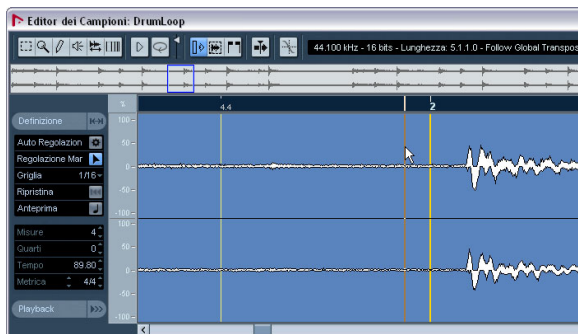 Editor dei Campioni: DrumLoop
44.100 kHz - 16 bits - Lunghezza: 5.1.1.0 - Follow Global Transpos
% 4.4 2
Definizione
Auto Regolazion
Regolazione Mar
Griglia 1/16
Ripristina
Anteprima
Misure 4
Quarti 0
Tempo 89.80
Metrica 4/4
Playback
100
50
0
-50
-100
100
50
0
-50